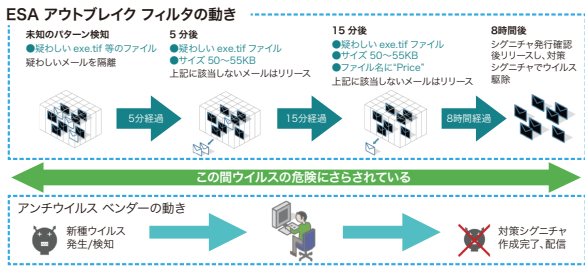 ESA アウトブレイク フィルタの動き
未知のパターン検知
●疑わしい exe.tif 等のファイル
疑わしいメールを隔離
5分経過
5 分後
●疑わしい exe.tif ファイル
●サイズ 50〜55KB
上記に該当しないメールはリリース
15分経過
15 分後
●疑わしい exe.tif ファイル
●サイズ 50〜55KB
●ファイル名に“Price”
上記に該当しないメールはリリース
8時間経過
8時間後
シグニチャ発行確認
後リリースし、対策
シグニチャでウイルス
駆除
この間ウイルスの危険にさらされている
アンチウイルス ベンダーの動き
新種ウイルス
発生/検知
対策シグニチャ
作成完了、配信